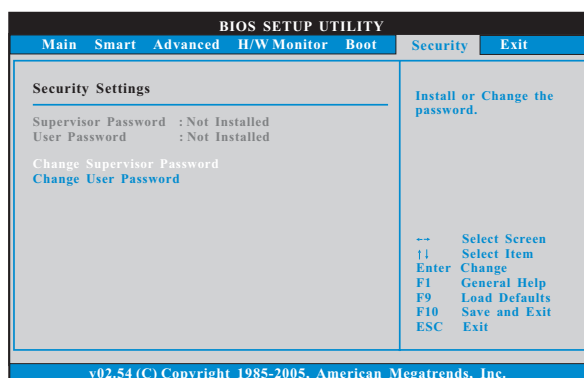 BIOS SETUP UTILITY
Main Smart Advanced H/W Monitor Boot Security Exit
Security Settings
Supervisor Password : Not Installed
User Password : Not Installed
Change Supervisor Password
Change User Password
Install or Change the
password.
←→ Select Screen
↑↓ Select Item
Enter Change
F1 General Help
F9 Load Defaults
F10 Save and Exit
ESC Exit
v02.54 (C) Copyright 1985-2005, American Megatrends, Inc.